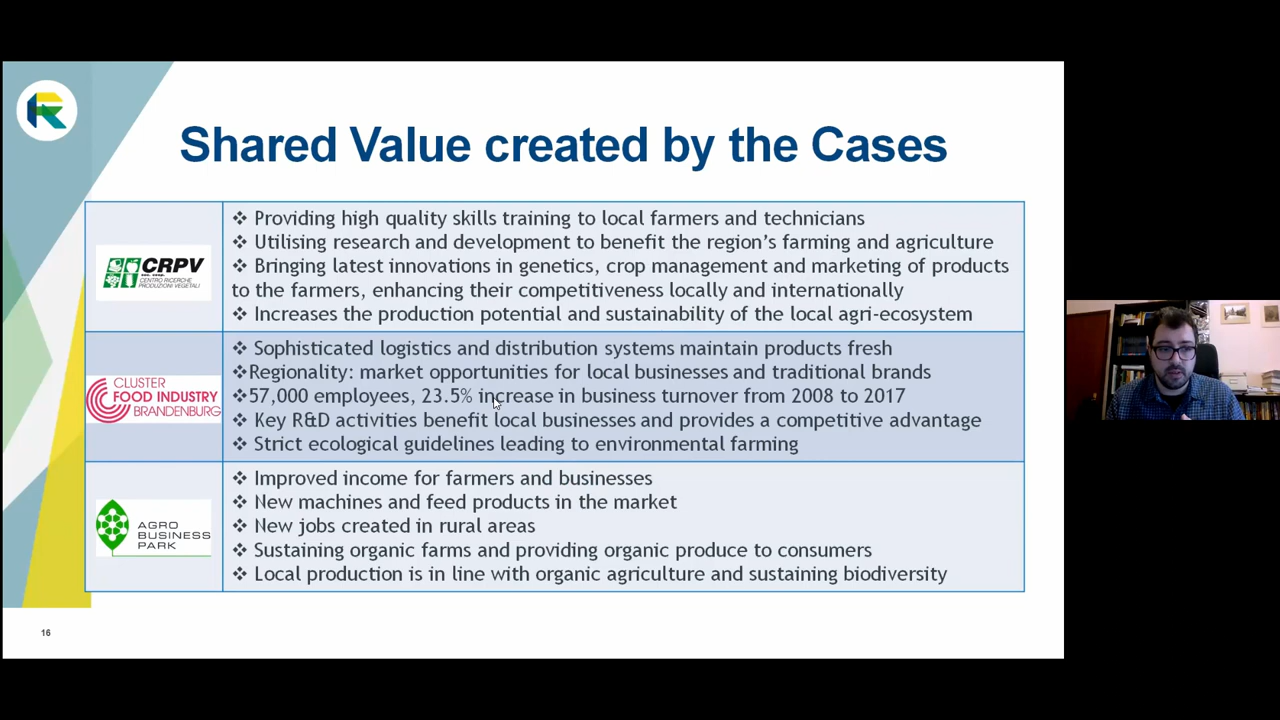 Shared Value created by the Cases
CRPV
soc. coop.
CENTRO RICERCHE
PRODUZIONI VEGETALI
❖ Providing high quality skills training to local farmers and technicians
❖ Utilising research and development to benefit the region's farming and agriculture
❖ Bringing latest innovations in genetics, crop management and marketing of products
to the farmers, enhancing their competitiveness locally and internationally
❖ Increases the production potential and sustainability of the local agri-ecosystem
CLUSTER
FOOD INDUSTRY
BRANDENBURG
❖ Sophisticated logistics and distribution systems maintain products fresh
❖Regionality: market opportunities for local businesses and traditional brands
❖57,000 employees, 23.5% increase in business turnover from 2008 to 2017
❖ Key R&D activities benefit local businesses and provides a competitive advantage
❖ Strict ecological guidelines leading to environmental farming
AGRO
BUSINESS
PARK
❖ Improved income for farmers and businesses
❖ New machines and feed products in the market
❖ New jobs created in rural areas
❖ Sustaining organic farms and providing organic produce to consumers
❖ Local production is in line with organic agriculture and sustaining biodiversity
16